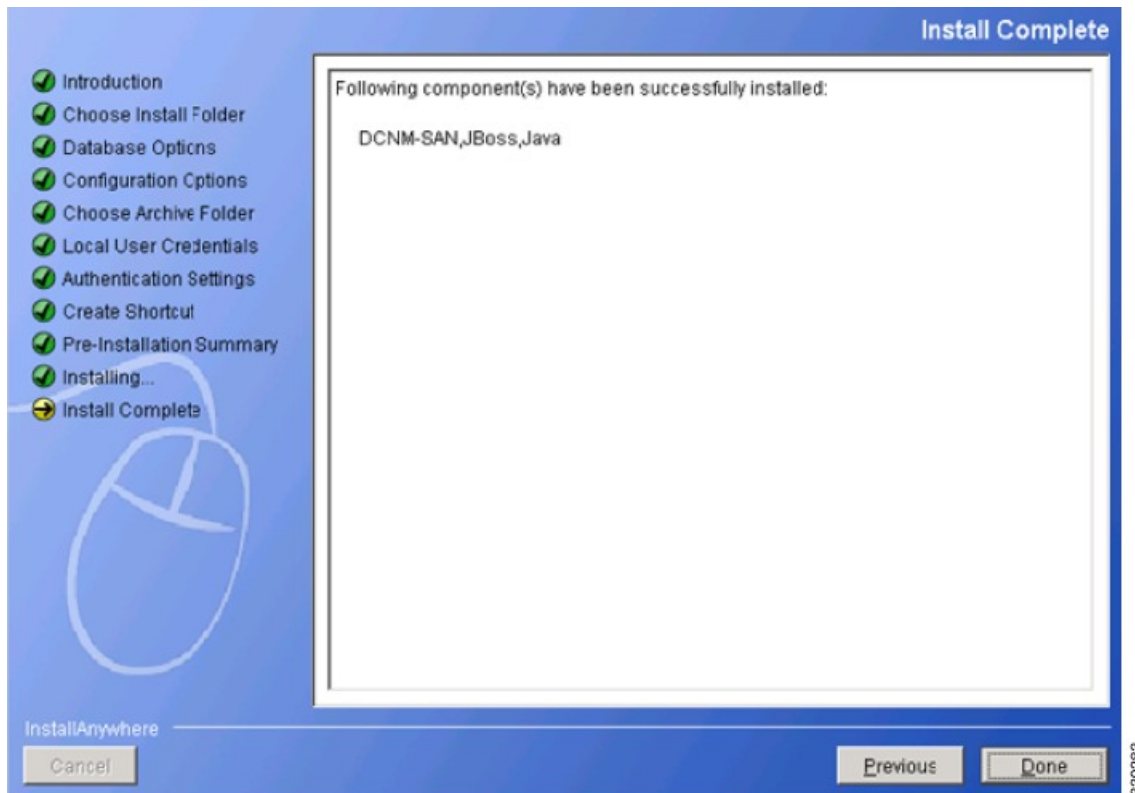 Install Complete
Introduction
Choose Install Folder
Database Options
Configuration Options
Choose Archive Folder
Local User Credentials
Authentication Settings
Create Shortcut
Pre-Installation Summary
Installing...
Install Complete
Following component(s) have been successfully installed:
DCNM-SAN,JBoss,Java
InstallAnywhere
Cancel
Previous
Done